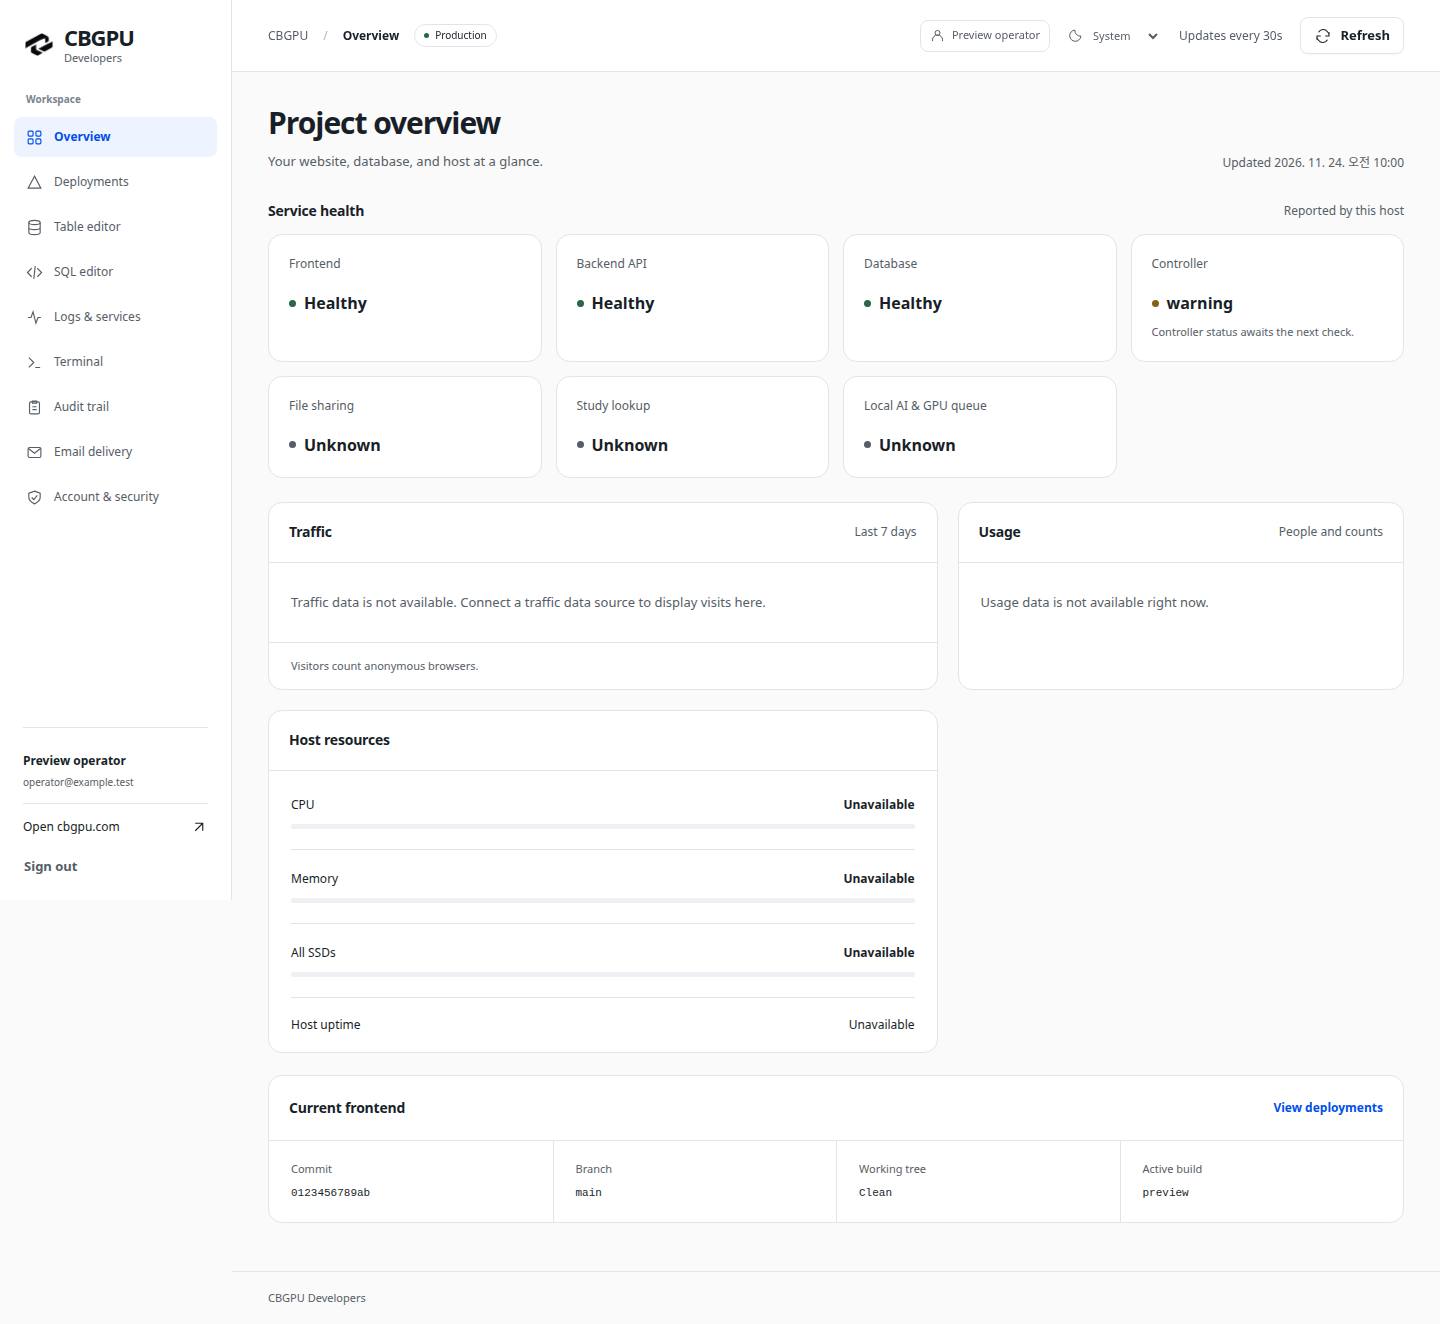 CBGPU
Developers
Workspace
Overview
Deployments
Table editor
SQL editor
Logs & services
Terminal
Audit trail
Email delivery
Account & security
Preview operator
operator@example.test
Open cbgpu.com
Sign out
CBGPU / Overview Production
Preview operator System Updates every 30s Refresh
Project overview
Your website, database, and host at a glance.
Updated 2026. 11. 24. 오전 10:00
Service health
Reported by this host
Frontend
Healthy
Backend API
Healthy
Database
Healthy
Controller
warning
Controller status awaits the next check.
File sharing
Unknown
Study lookup
Unknown
Local AI & GPU queue
Unknown
Traffic
Last 7 days
Traffic data is not available. Connect a traffic data source to display visits here.
Visitors count anonymous browsers.
Usage
People and counts
Usage data is not available right now.
Host resources
CPU Unavailable
Memory Unavailable
All SSDs Unavailable
Host uptime Unavailable
Current frontend
View deployments
Commit
0123456789ab
Branch
main
Working tree
Clean
Active build
preview
CBGPU Developers